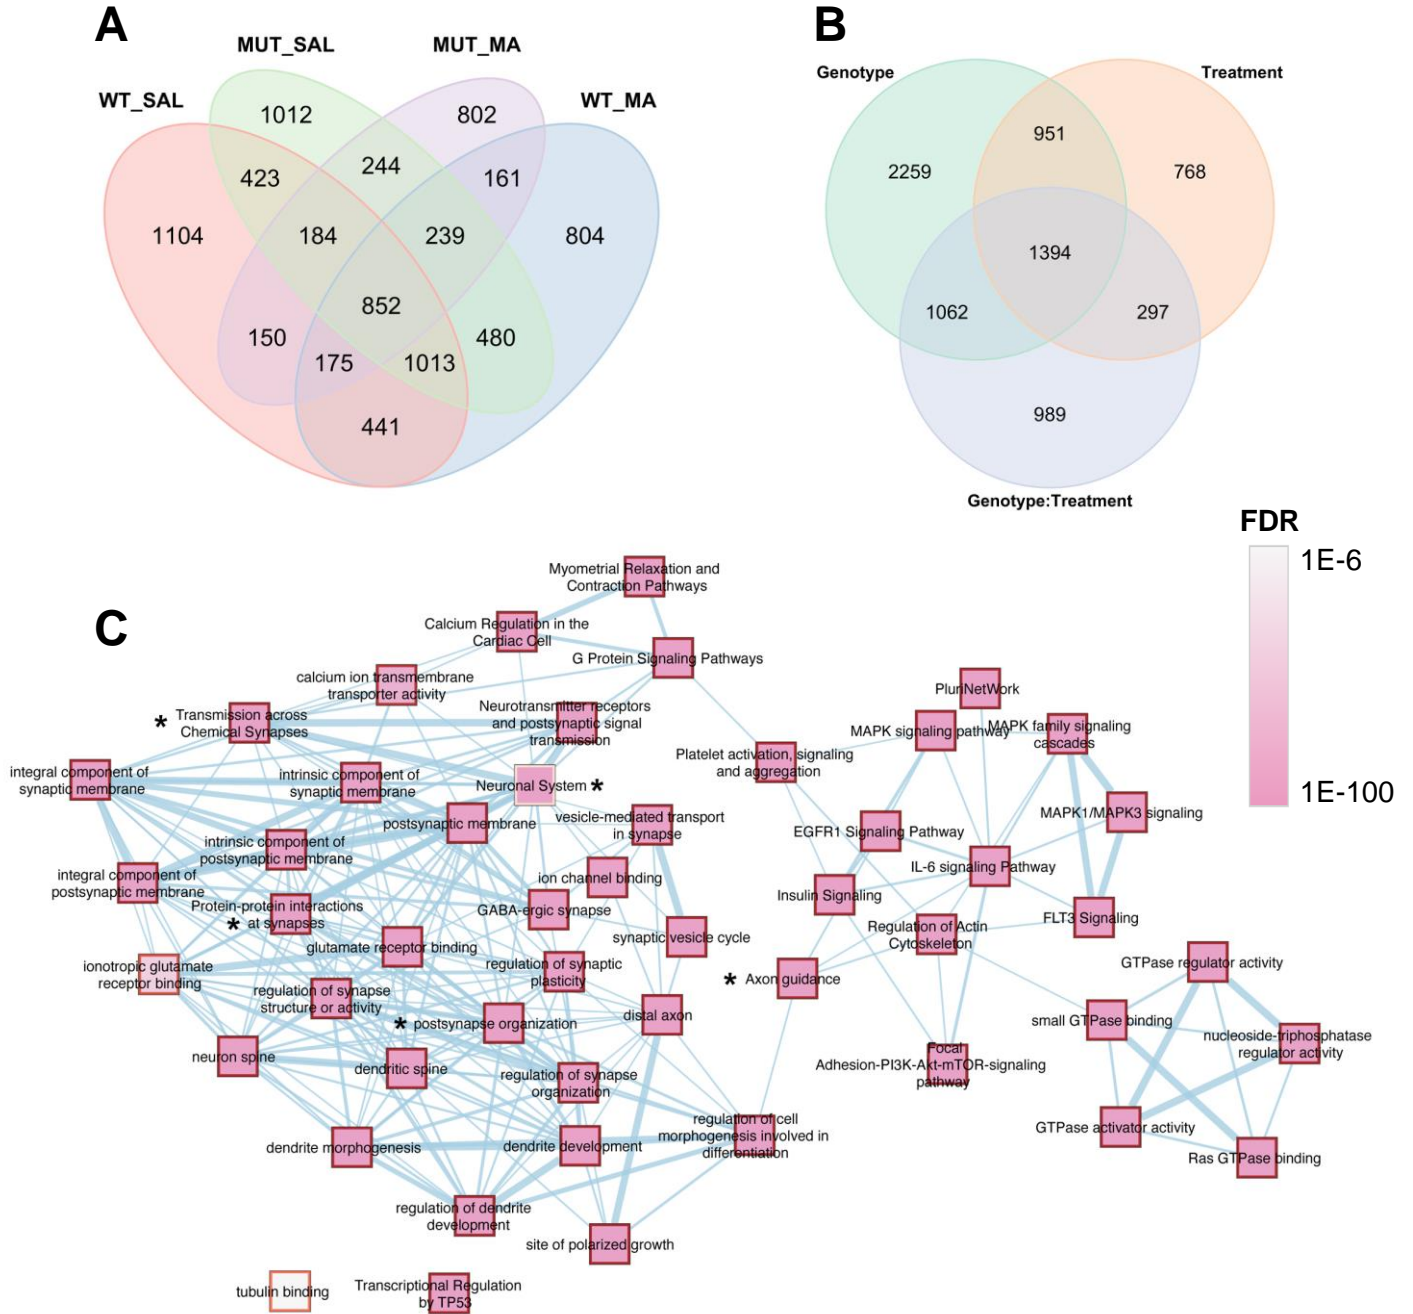 A
B
MUT_SAL
MUT_MA
WT_SAL
WT_MA
1012
802
423
244
161
1104
184
239
804
852
150
175
1013
480
441
Genotype
Treatment
951
2259
768
1394
1062
297
989
Genotype:Treatment
FDR
1E-6
1E-100
C
Myometrial Relaxation and
Contraction Pathways
Calcium Regulation in the
Cardiac Cell
G Protein Signaling Pathways
calcium ion transmembrane
transporter activity
* Transmission across
Chemical Synapses
Neurotransmitter receptors
and postsynaptic signal
transmission
integral component of
synaptic membrane
intrinsic component of
synaptic membrane
Neuronal System *
postsynaptic membrane
vesicle-mediated transport
in synapse
intrinsic component of
postsynaptic membrane
integral component of
postsynaptic membrane
ion channel binding
Protein-protein interactions
* at synapses
GABA-ergic synapse
synaptic vesicle cycle
glutamate receptor binding
ionotropic glutamate
receptor binding
regulation of synaptic
plasticity
regulation of synapse
structure or activity
* postsynapse organization
distal axon
neuron spine
dendritic spine
regulation of synapse
organization
dendrite morphogenesis
dendrite development
regulation of cell
morphogenesis involved in
differentiation
regulation of dendrite
development
site of polarized growth
tubulin binding
Transcriptional Regulation
by TP53
PluriNetWork
MAPK signaling pathway
MAPK family signaling
cascades
Platelet activation, signaling
and aggregation
MAPK1/MAPK3 signaling
EGFR1 Signaling Pathway
IL-6 signaling Pathway
Insulin Signaling
Regulation of Actin
Cytoskeleton
FLT3 Signaling
* Axon guidance
Focal
Adhesion-PI3K-Akt-mTOR-signaling
pathway
GTPase regulator activity
small GTPase binding
nucleoside-triphosphatase
regulator activity
GTPase activator activity
Ras GTPase binding